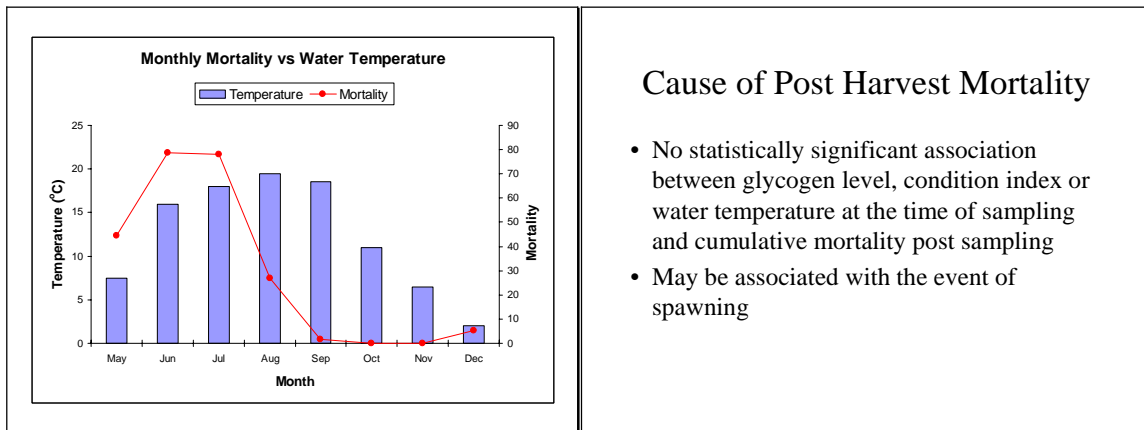 Monthly Mortality vs Water Temperature
Temperature Mortality
25
20
15
10
5
0
Temperature (°C)
90
80
70
60
50
40
30
20
10
0
Mortality
May Jun Jul Aug Sep Oct Nov Dec
Month
Cause of Post Harvest Mortality
• No statistically significant association
between glycogen level, condition index or
water temperature at the time of sampling
and cumulative mortality post sampling
• May be associated with the event of
spawning